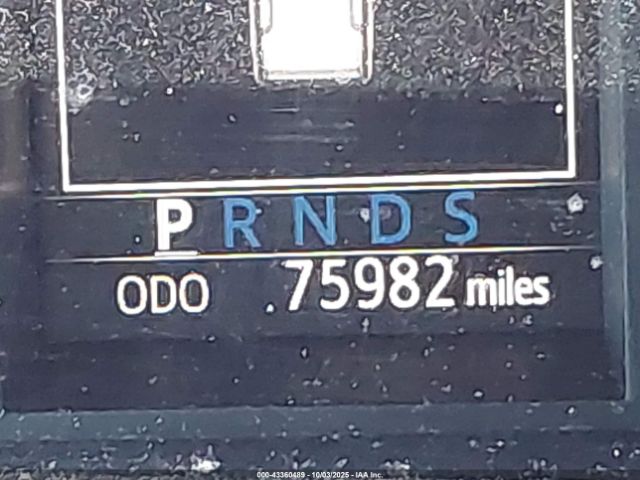 P R N D S
ODO 75982 miles
000-43360489 - 10/03/2025 - IAA Inc.